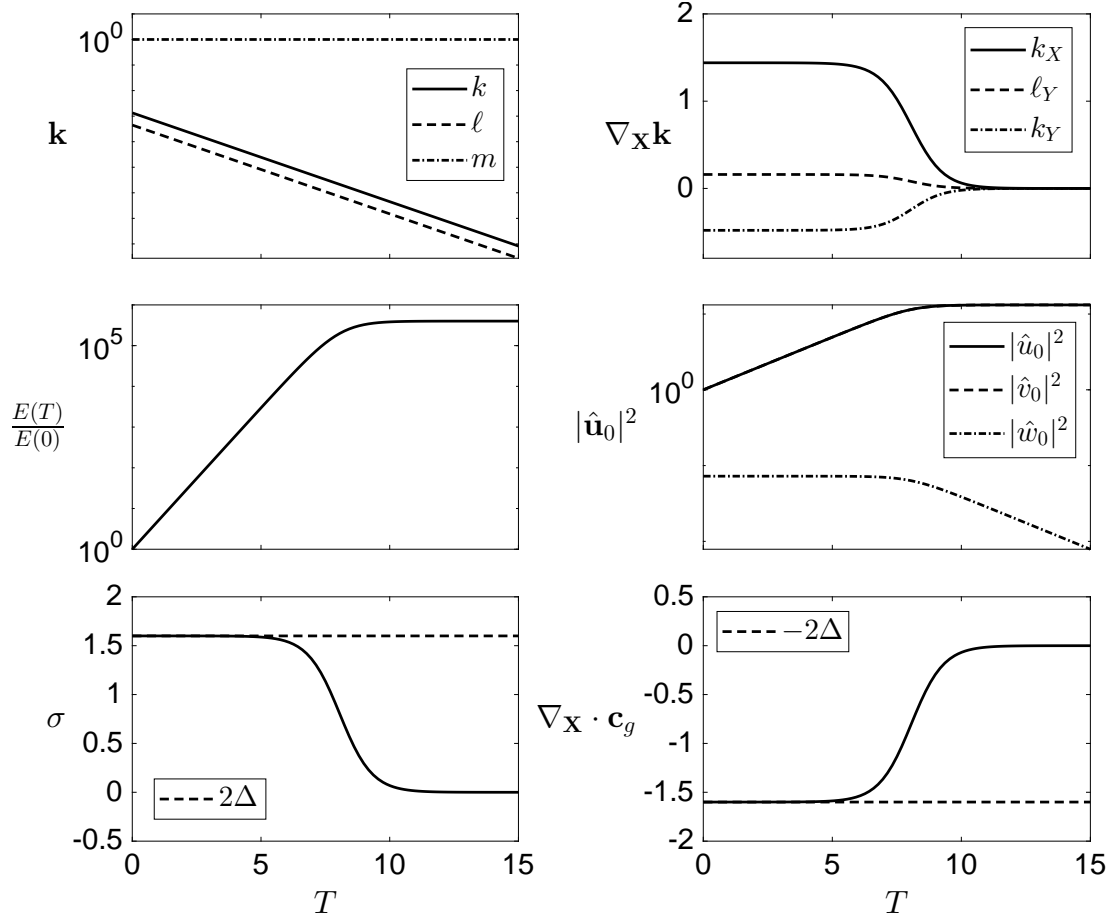 10^0
k
k
ℓ
m
2
1
0
∇_X k
k_X
ℓ_Y
k_Y
10^5
10^0
E(T)
E(0)
10^0
|û_0|^2
|û_0|^2
|v̂_0|^2
|ŵ_0|^2
2
1.5
1
0.5
0
-0.5
σ
2Δ
0 5 10 15
T
0.5
0
-0.5
-1
-1.5
-2
∇_X · c_g
−2Δ
0 5 10 15
T